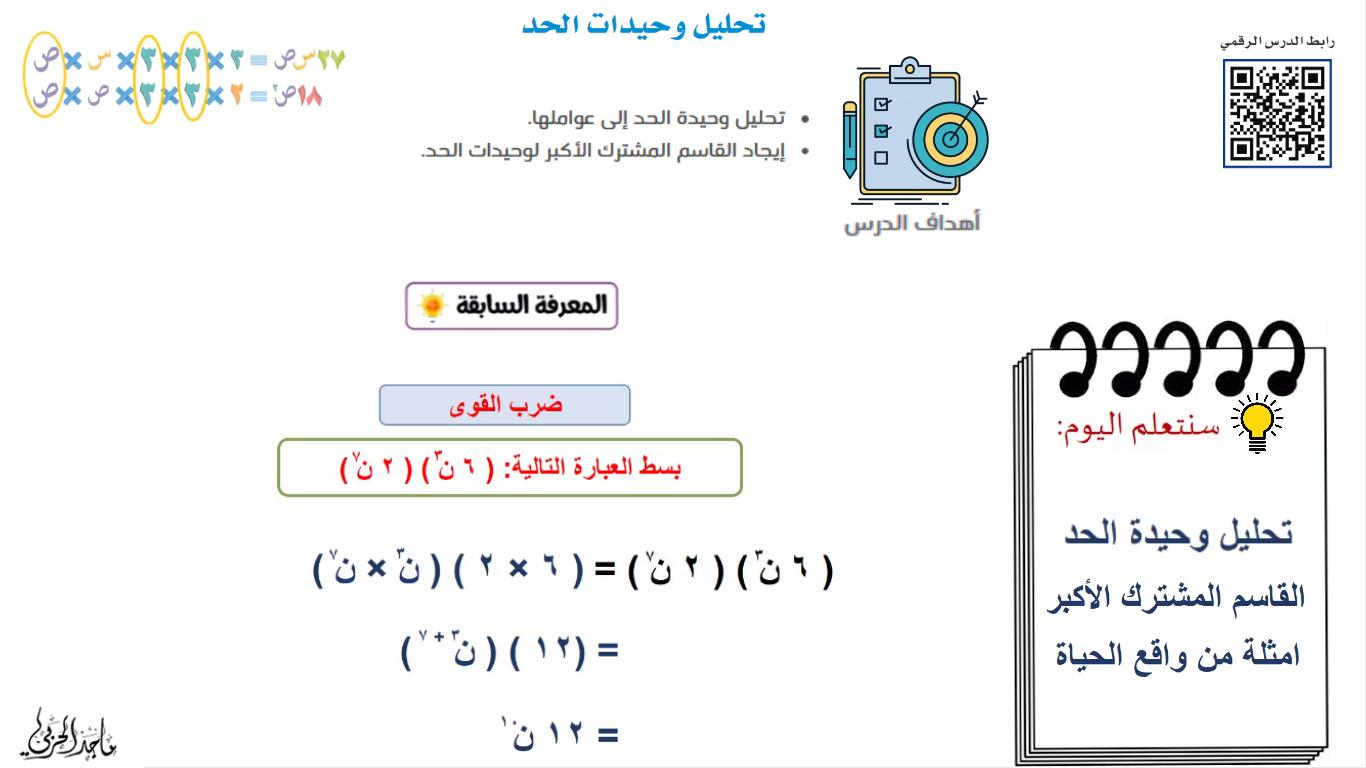 تحليل وحيدات الحد
رابط الدرس الرقمي
٢٧س ص = ٣ × ٣ × ٣ × س × ص
١٨ص٢ = ٢ × ٣ × ٣ × ص × ص
• تحليل وحيدة الحد إلى عواملها.
• إيجاد القاسم المشترك الأكبر لوحيدات الحد.
أهداف الدرس
المعرفة السابقة
ضرب القوى
بسط العبارة التالية: ( ٦ ن٣ ) ( ٢ ن٧ )
( ٦ ن٣ ) ( ٢ ن٧ ) = ( ٦ × ٢ ) ( ن٣ × ن٧ )
= ( ١٢ ) ( ن٣ + ٧ )
= ١٢ ن١٠
سنتعلم اليوم:
تحليل وحيدة الحد
القاسم المشترك الأكبر
امثلة من واقع الحياة
ماجد الحربي